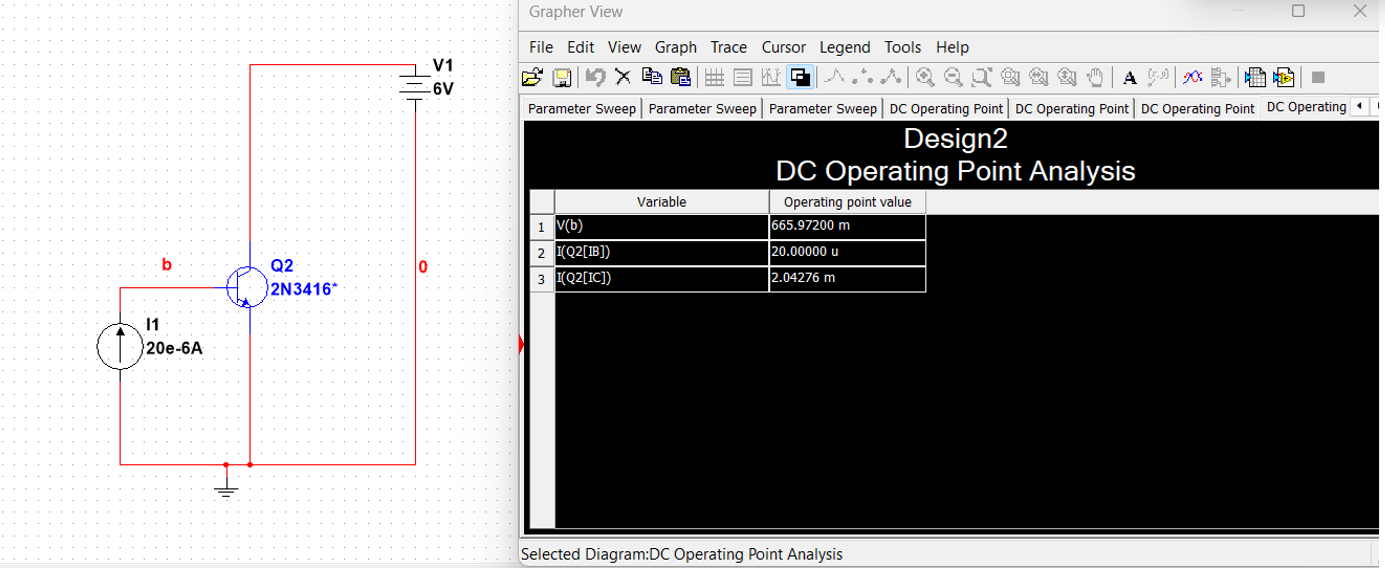 V1
6V
b
Q2
2N3416*
0
I1
20e-6A
Grapher View
File Edit View Graph Trace Cursor Legend Tools Help
A
Parameter Sweep Parameter Sweep Parameter Sweep DC Operating Point DC Operating Point DC Operating Point DC Operating
Design2
DC Operating Point Analysis
Variable Operating point value
1 V(b) 665.97200 m
2 I(Q2[IB]) 20.00000 u
3 I(Q2[IC]) 2.04276 m
Selected Diagram:DC Operating Point Analysis